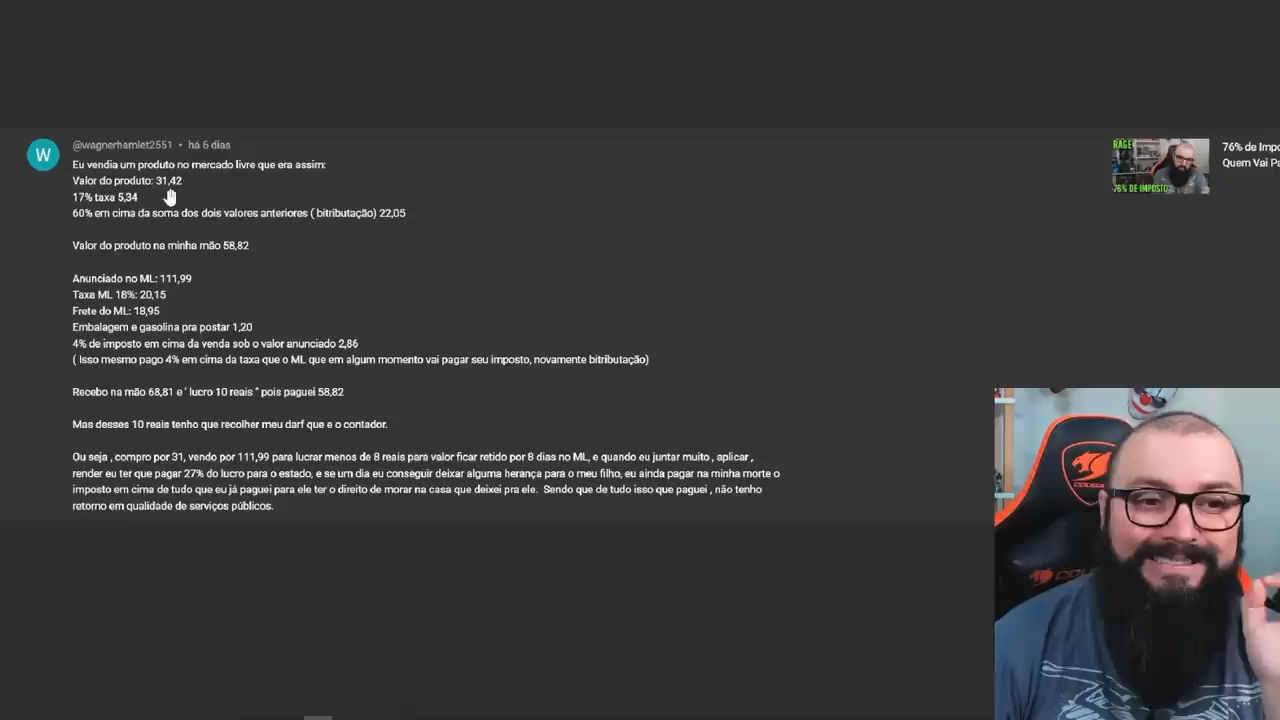 @wagnerhamlet2551 • há 6 dias
Eu vendia um produto no mercado livre que era assim:
Valor do produto: 31,42
17% taxa 5,34
60% em cima da soma dos dois valores anteriores ( bitributação) 22,05
Valor do produto na minha mão 58,82
Anunciado no ML: 111,99
Taxa ML 18%: 20,15
Frete do ML: 18,95
Embalagem e gasolina pra postar 1,20
4% de imposto em cima da venda sob o valor anunciado 2,86
( Isso mesmo pago 4% em cima da taxa que o ML que em algum momento vai pagar seu imposto, novamente bitributação)
Recebo na mão 68,81 e ' lucro 10 reais " pois paguei 58,82
Mas desses 10 reais tenho que recolher meu darf que e o contador.
Ou seja , compro por 31, vendo por 111,99 para lucrar menos de 8 reais para valor ficar retido por 8 dias no ML, e quando eu juntar muito , aplicar ,
render eu ter que pagar 27% do lucro para o estado, e se um dia eu conseguir deixar alguma herança para o meu filho, eu ainda pagar na minha morte o
imposto em cima de tudo que eu já paguei para ele ter o direito de morar na casa que deixei pra ele. Sendo que de tudo isso que paguei , não tenho
retorno em qualidade de serviços públicos.
W
RAGE
76% DE IMPOSTO
76% de Impo
Quem Vai Pa
COUGAR